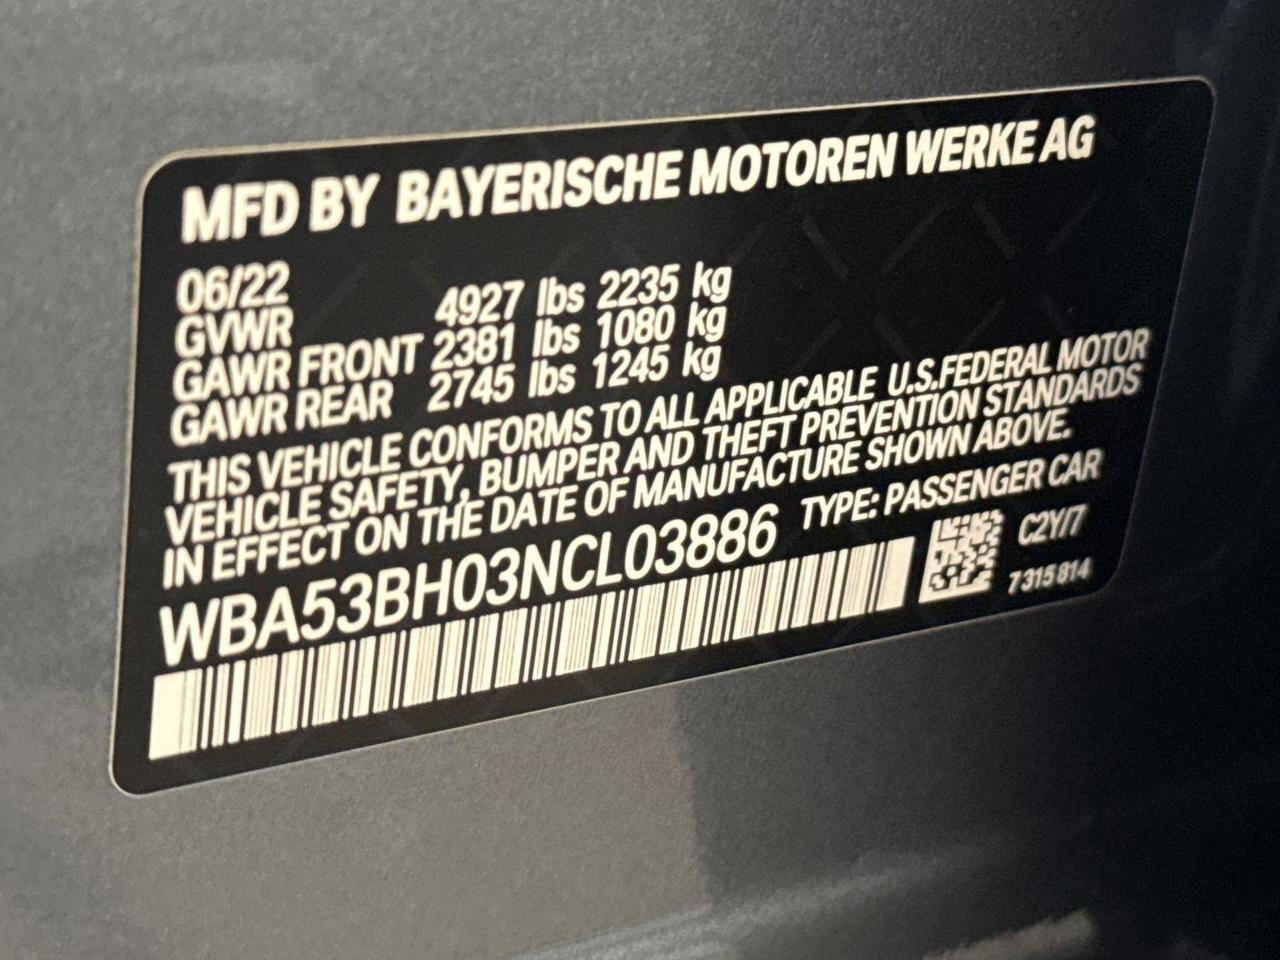 MFD BY BAYERISCHE MOTOREN WERKE AG
06/22
GVWR 4927 lbs 2235 kg
GAWR FRONT 2381 lbs 1080 kg
GAWR REAR 2745 lbs 1245 kg
THIS VEHICLE CONFORMS TO ALL APPLICABLE U.S.FEDERAL MOTOR
VEHICLE SAFETY, BUMPER AND THEFT PREVENTION STANDARDS
IN EFFECT ON THE DATE OF MANUFACTURE SHOWN ABOVE.
WBA53BH03NCL03886 TYPE: PASSENGER CAR
C2Y/7
7315814